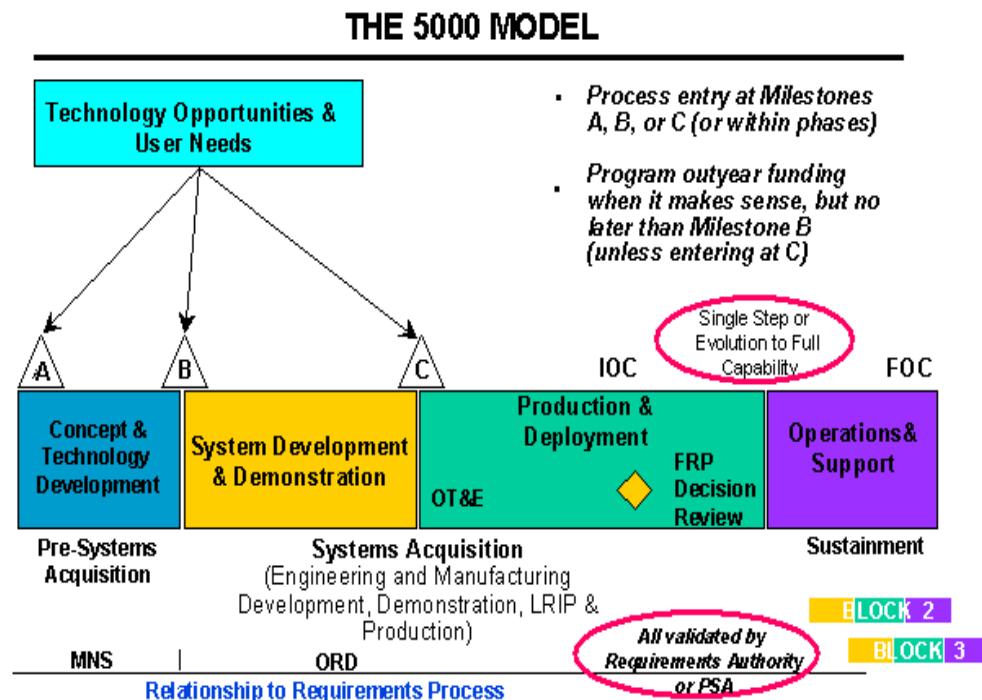 THE 5000 MODEL
Technology Opportunities &
User Needs
▪ Process entry at Milestones
A, B, or C (or within phases)
▪ Program outyear funding
when it makes sense, but no
later than Milestone B
(unless entering at C)
Single Step or
Evolution to Full
Capability
A
B
C
IOC
FOC
Concept &
Technology
Development
System Development
& Demonstration
Production &
Deployment
OT&E
FRP
Decision
Review
Operations&
Support
Pre-Systems
Acquisition
Systems Acquisition
(Engineering and Manufacturing
Development, Demonstration, LRIP &
Production)
Sustainment
BLOCK 2
BLOCK 3
All validated by
Requirements Authority
or PSA
MNS
ORD
Relationship to Requirements Process